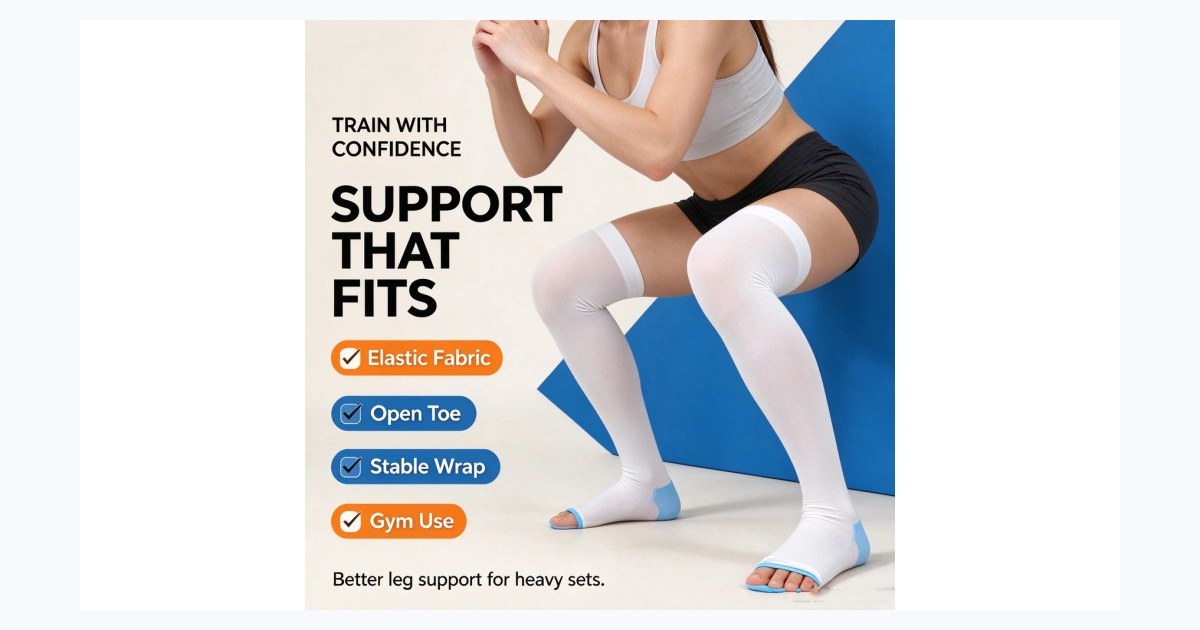 TRAIN WITH
CONFIDENCE
SUPPORT
THAT
FITS
Elastic Fabric
Open Toe
Stable Wrap
Gym Use
Better leg support for heavy sets.